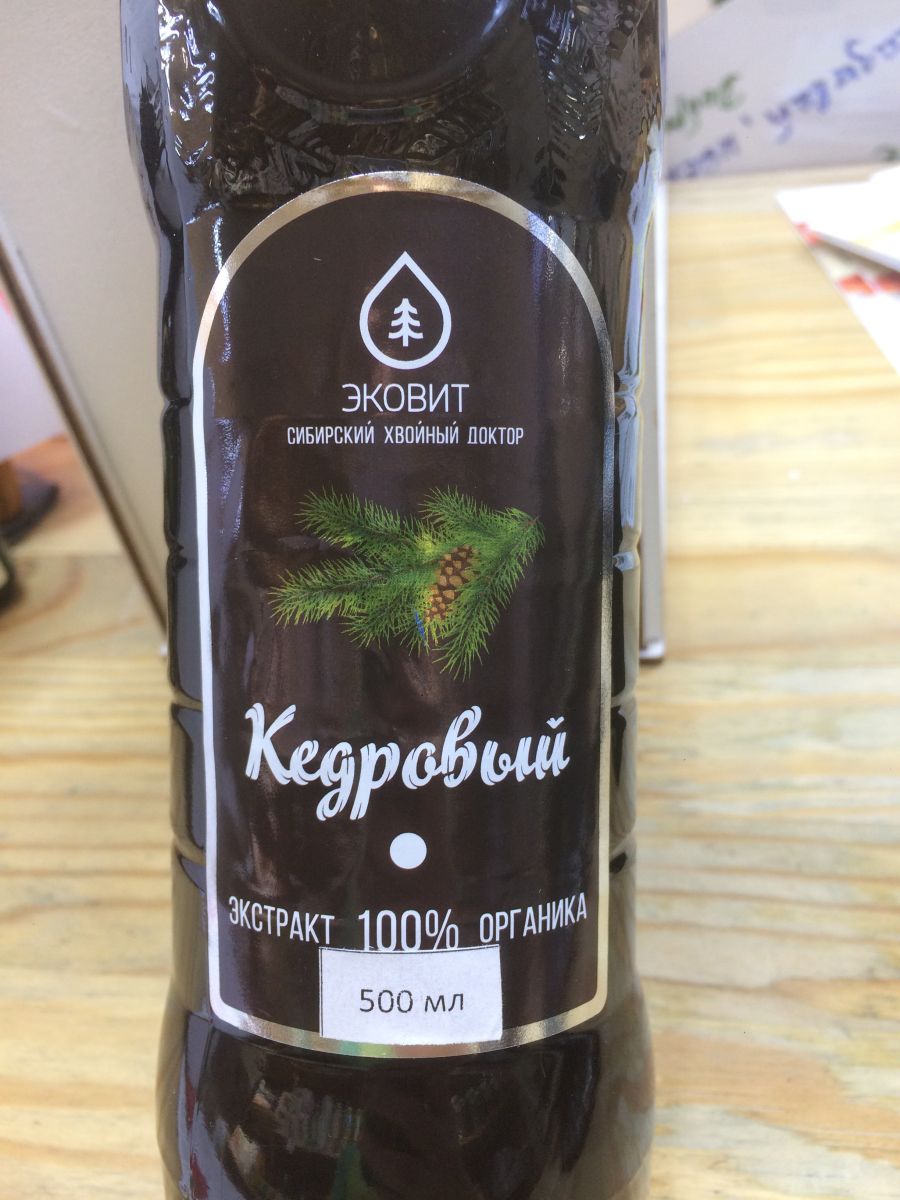 ЭКОВИТ
СИБИРСКИЙ ХВОЙНЫЙ ДОКТОР
Кедровый
ЭКСТРАКТ 100% ОРГАНИКА
500 мл